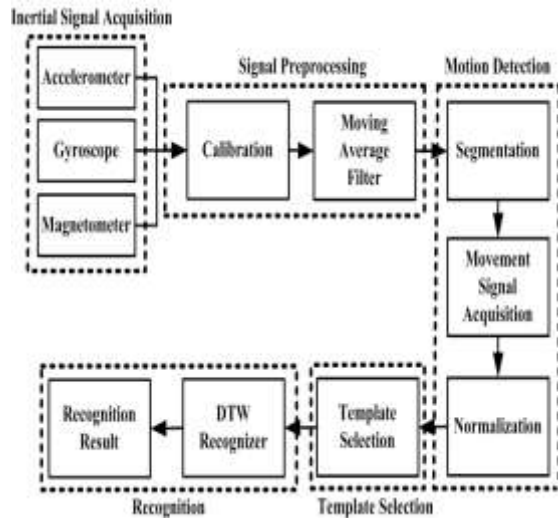 Inertial Signal Acquisition
Accelerometer
Gyroscope
Magnetometer
Signal Preprocessing
Calibration
Moving
Average
Filter
Motion Detection
Segmentation
Movement
Signal
Acquisition
Normalization
Template
Selection
Template Selection
DTW
Recognizer
Recognition
Result
Recognition